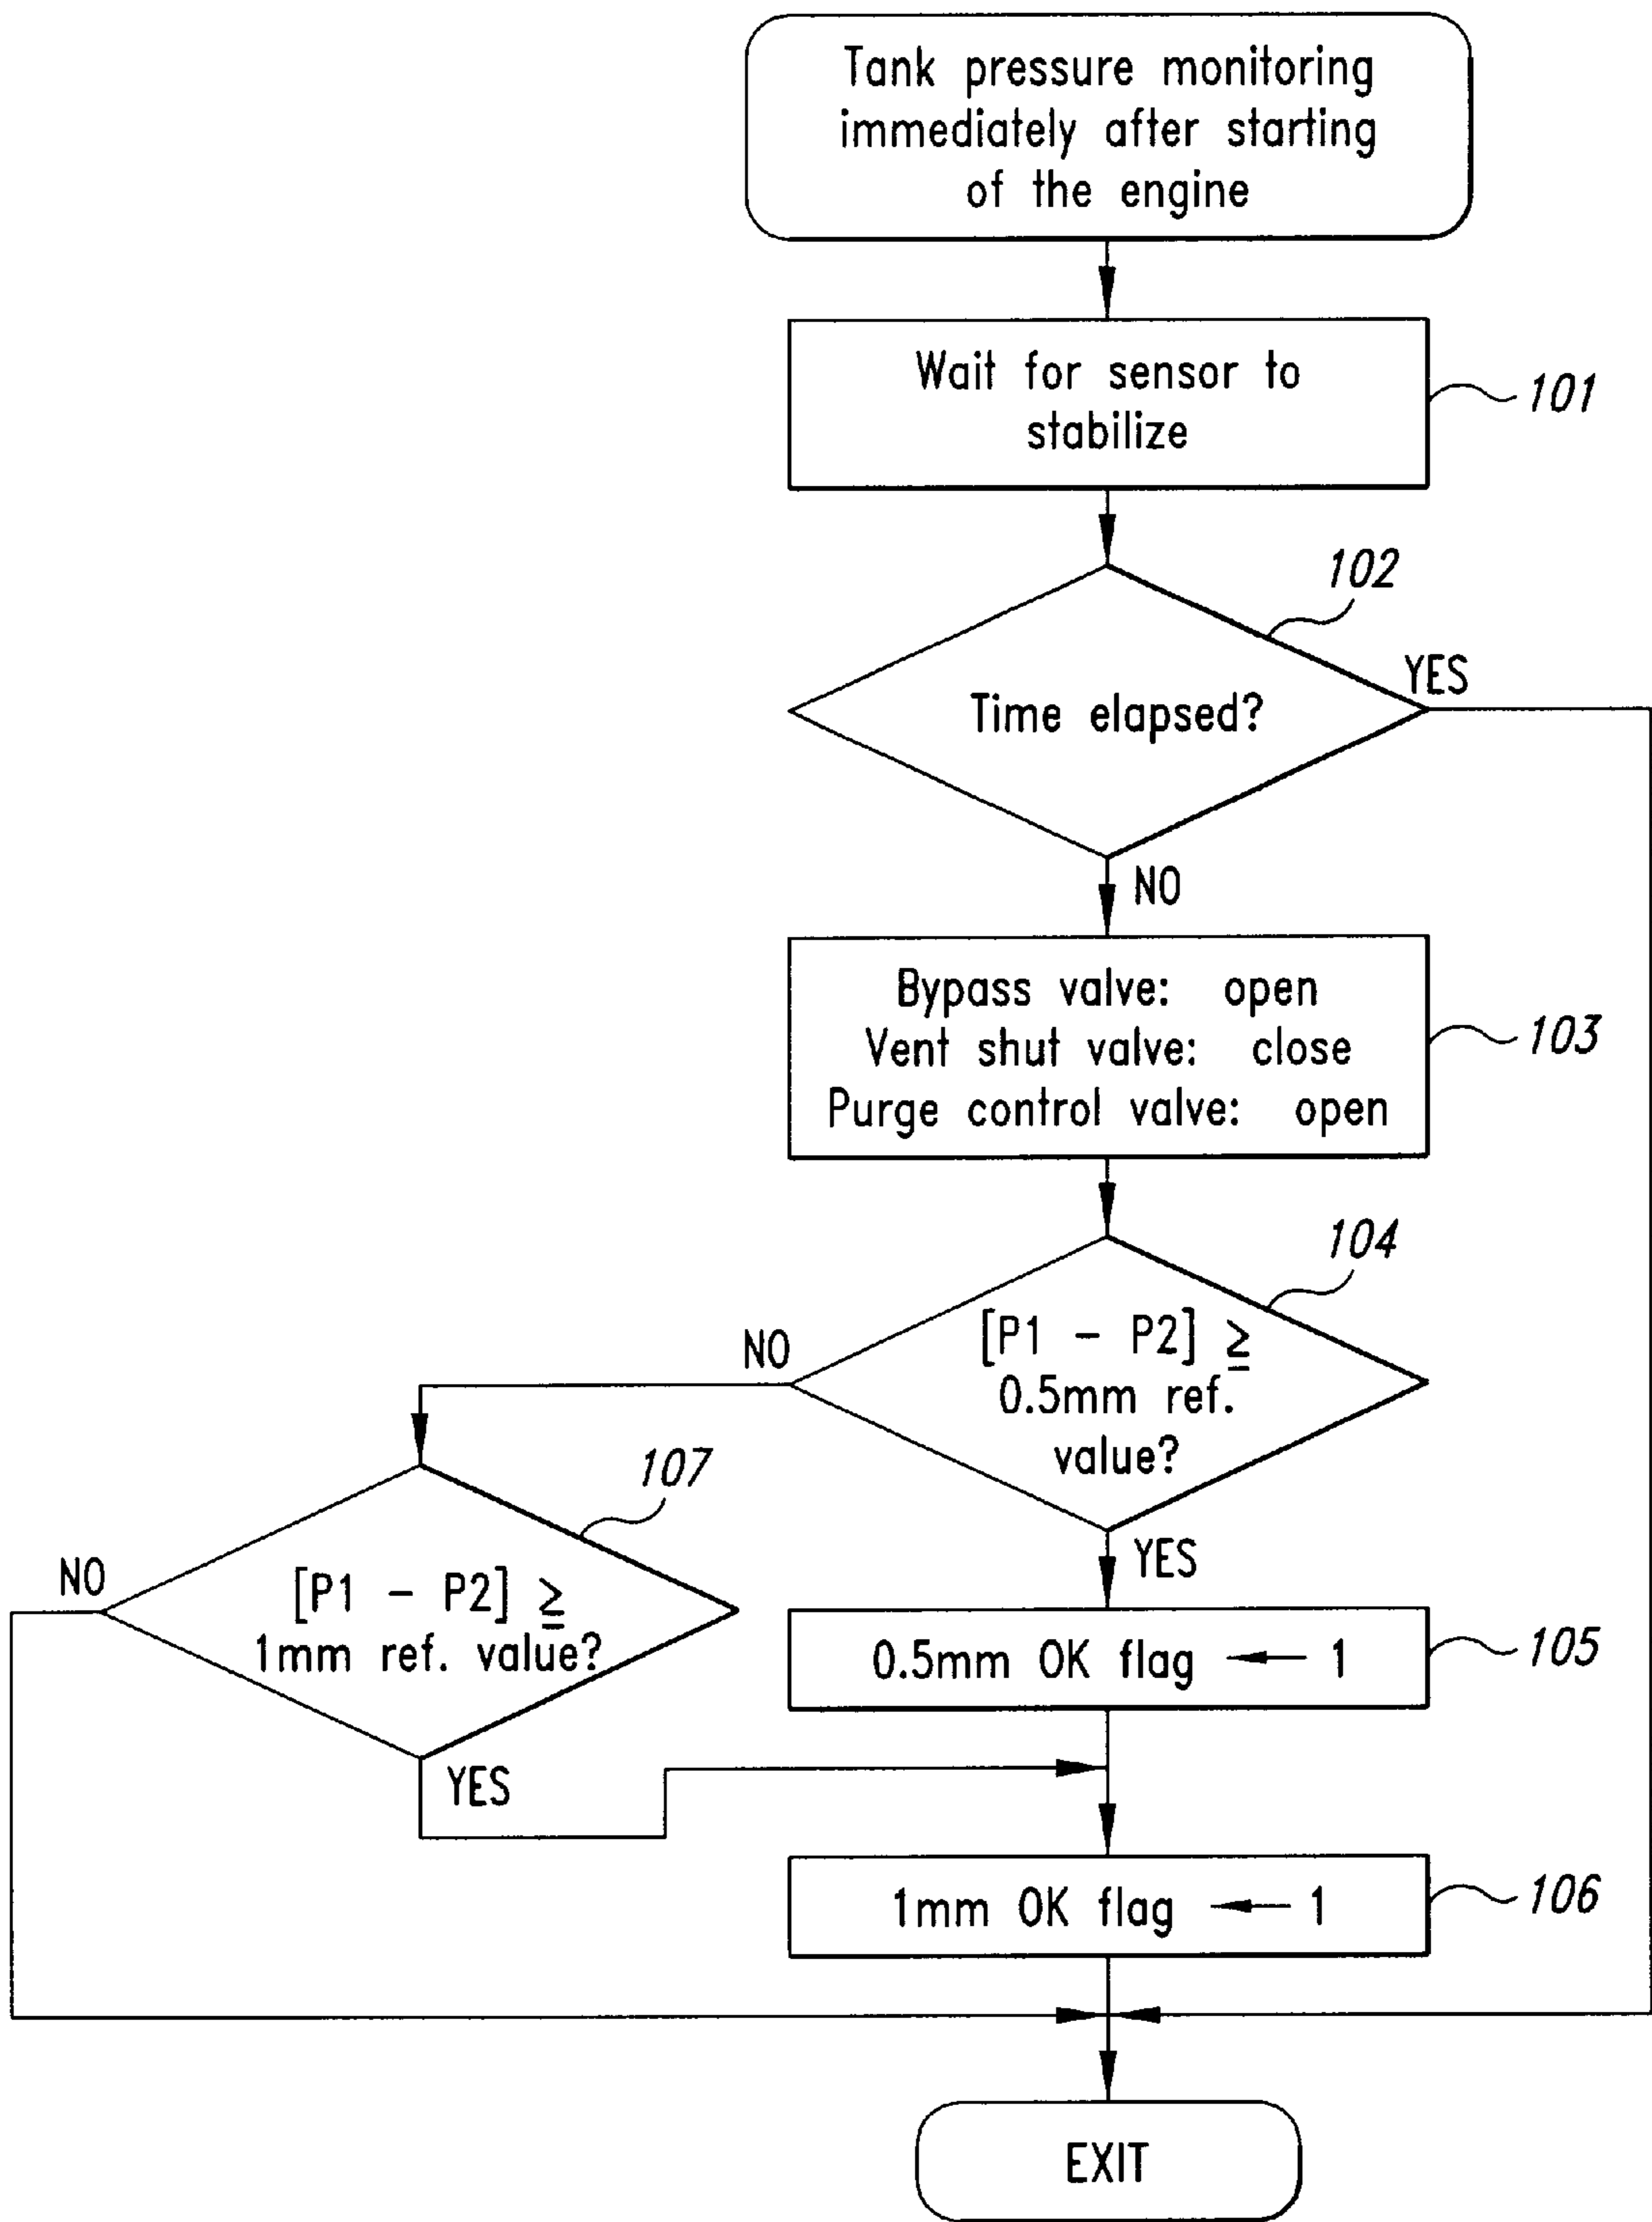 Tank pressure monitoring
immediately after starting
of the engine
Wait for sensor to
stabilize
101
102
Time elapsed?
YES
NO
Bypass valve: open
Vent shut valve: close
Purge control valve: open
103
104
[P1 - P2] ≥
0.5mm ref.
value?
NO
YES
107
[P1 - P2] ≥
1mm ref. value?
NO
YES
0.5mm OK flag ← 1
105
1mm OK flag ← 1
106
EXIT